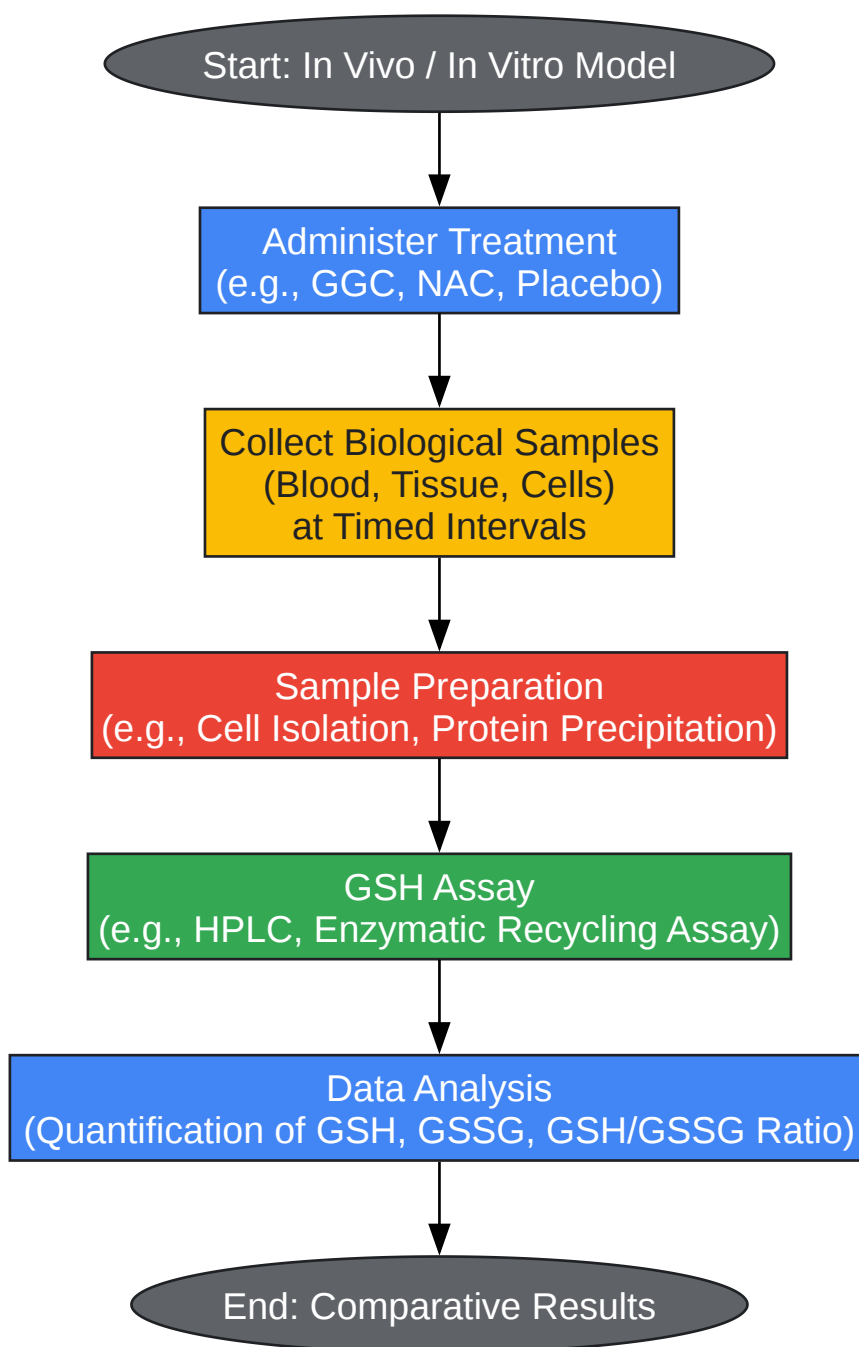 Start: In Vivo / In Vitro Model
Administer Treatment
(e.g., GGC, NAC, Placebo)
Collect Biological Samples
(Blood, Tissue, Cells)
at Timed Intervals
Sample Preparation
(e.g., Cell Isolation, Protein Precipitation)
GSH Assay
(e.g., HPLC, Enzymatic Recycling Assay)
Data Analysis
(Quantification of GSH, GSSG, GSH/GSSG Ratio)
End: Comparative Results